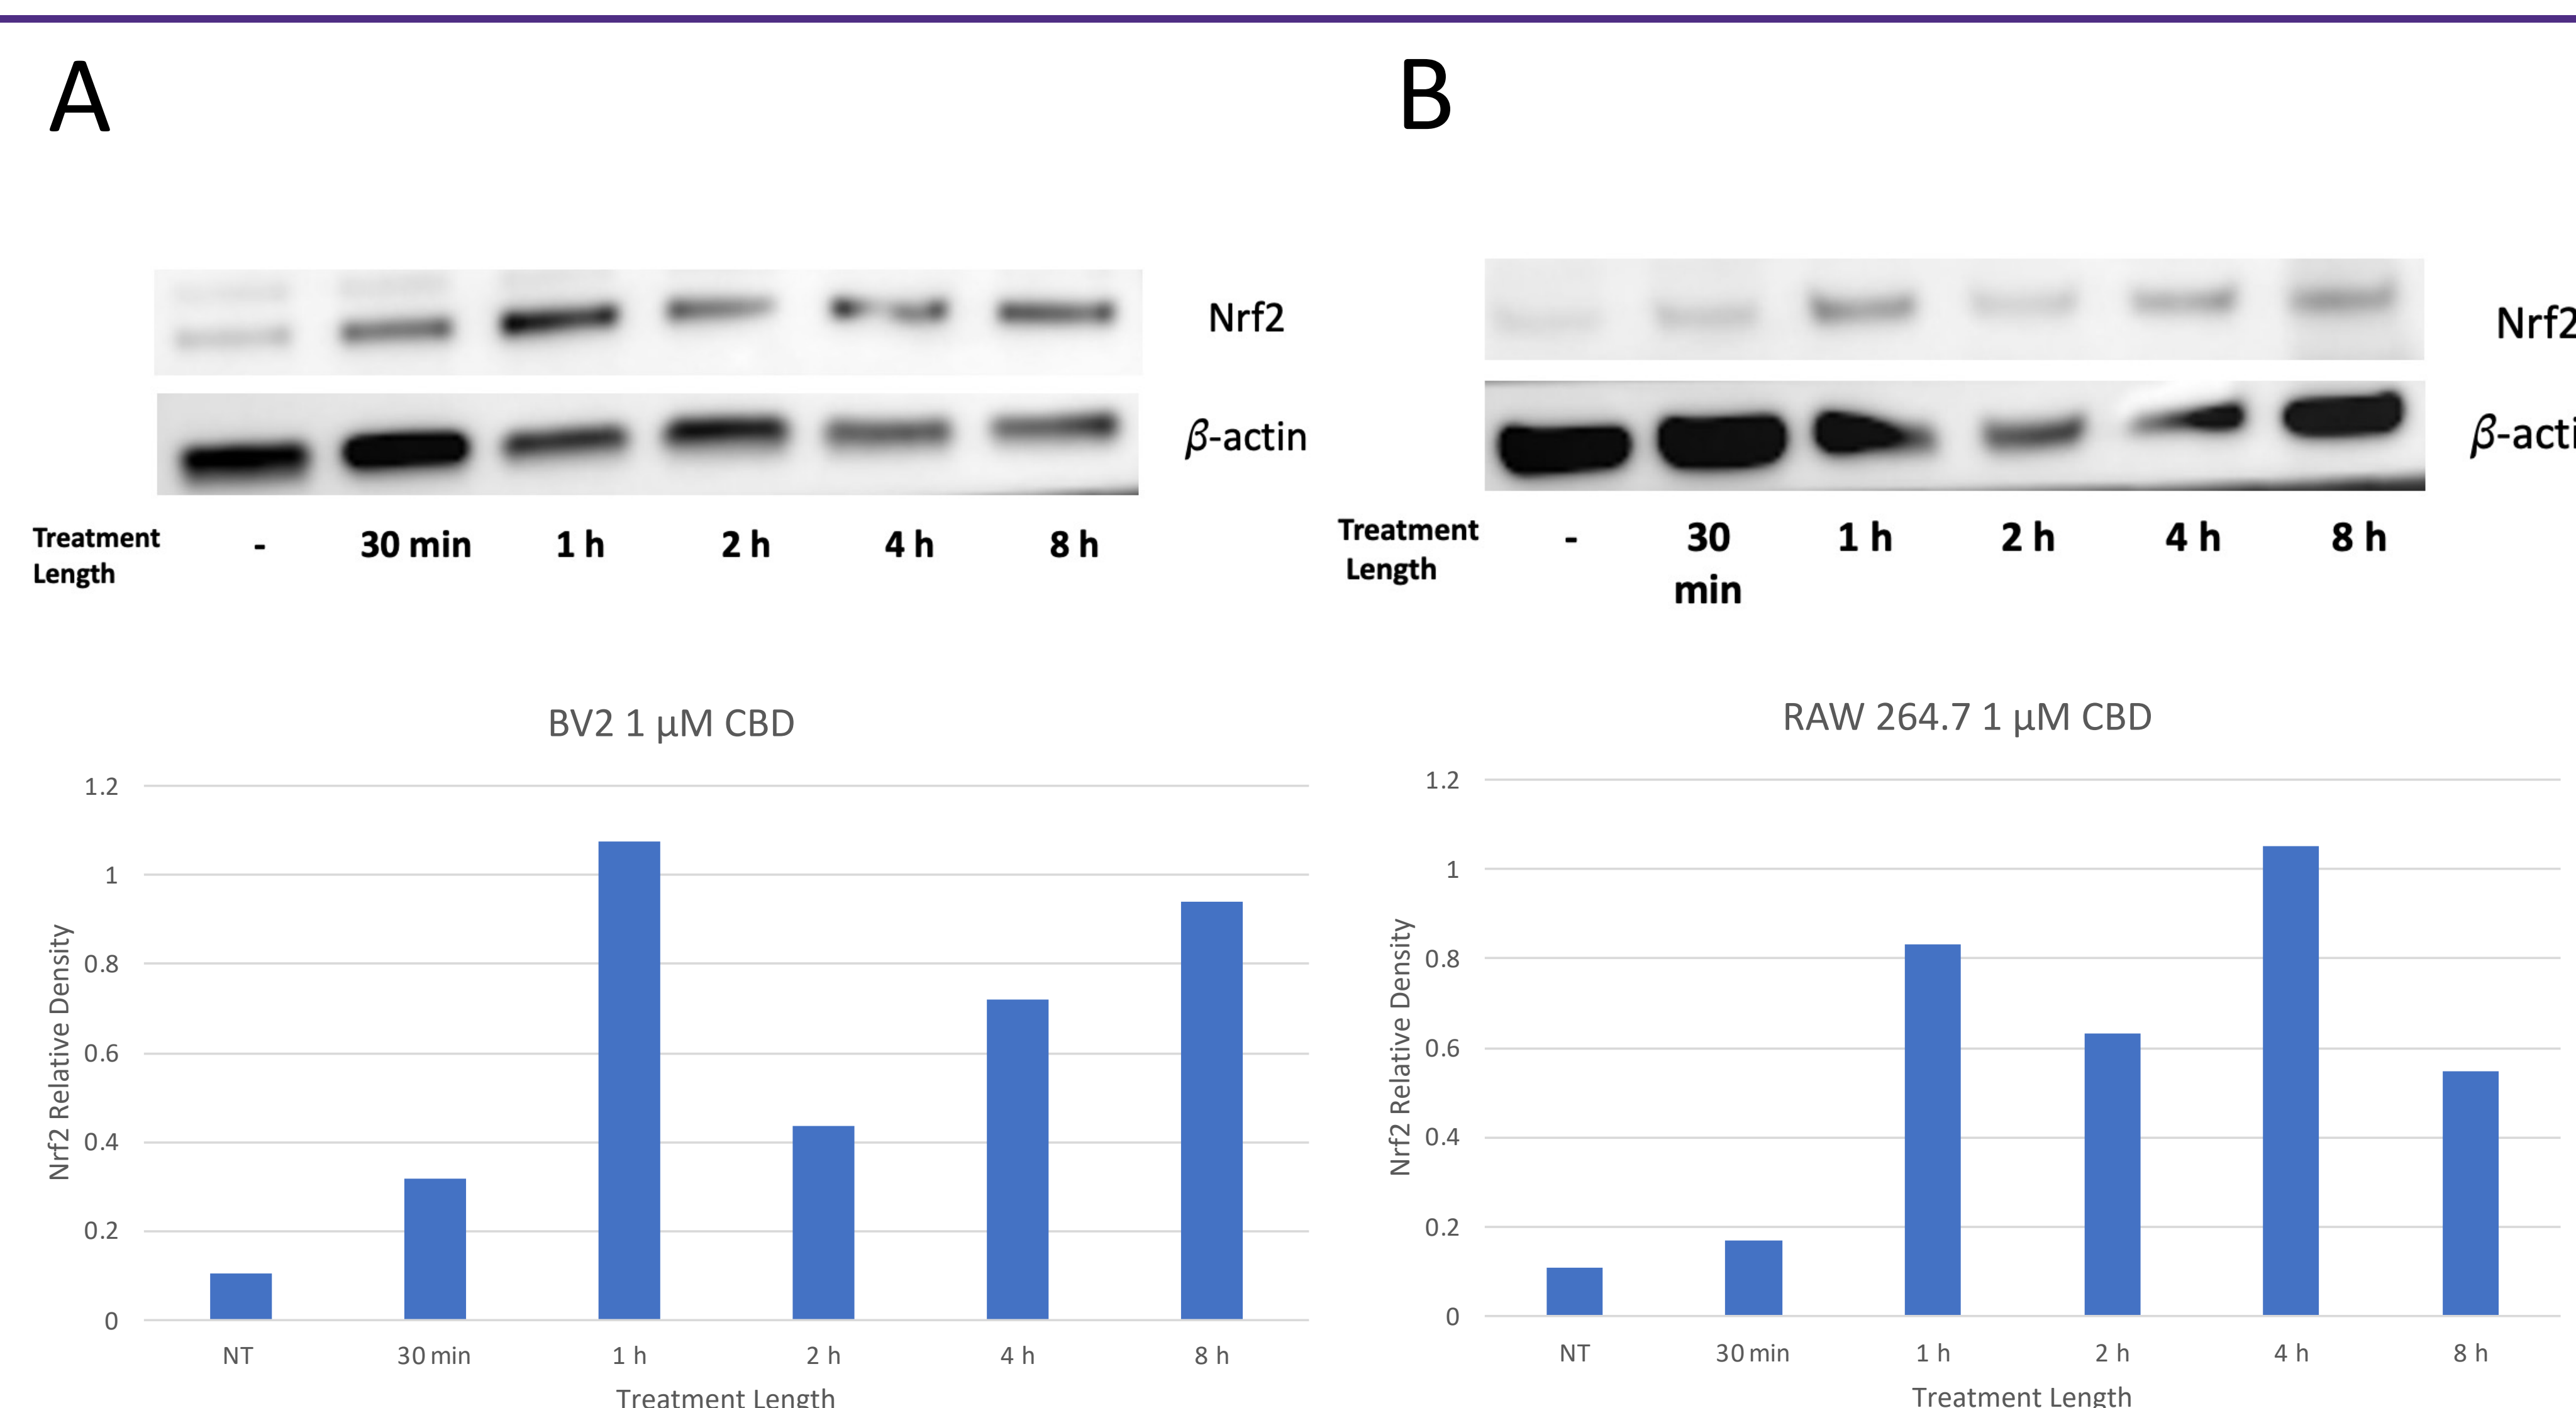 A
Nrf2
β-actin
Treatment
Length
- 30 min 1 h 2 h 4 h 8 h
BV2 1 µM CBD
1.2
1
0.8
0.6
0.4
0.2
0
Nrf2 Relative Density
NT 30 min 1 h 2 h 4 h 8 h
Treatment Length
B
Nrf2
β-acti
Treatment
Length
- 30 min 1 h 2 h 4 h 8 h
RAW 264.7 1 µM CBD
1.2
1
0.8
0.6
0.4
0.2
0
Nrf2 Relative Density
NT 30 min 1 h 2 h 4 h 8 h
Treatment Length